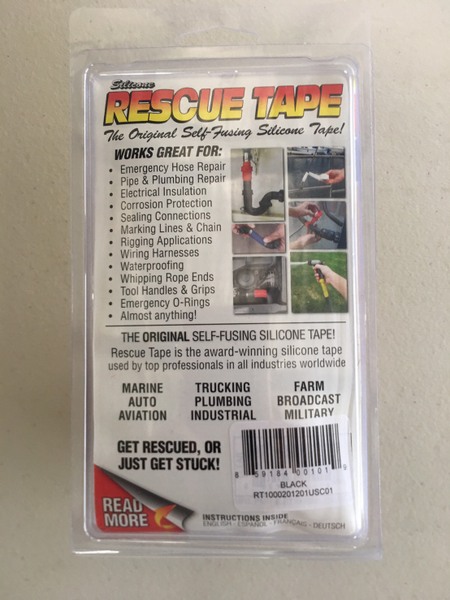 Silicone
RESCUE TAPE
The Original Self-Fusing Silicone Tape!
WORKS GREAT FOR:
• Emergency Hose Repair
• Pipe & Plumbing Repair
• Electrical Insulation
• Corrosion Protection
• Sealing Connections
• Marking Lines & Chain
• Rigging Applications
• Wiring Harnesses
• Waterproofing
• Whipping Rope Ends
• Tool Handles & Grips
• Emergency O-Rings
• Almost anything!
THE ORIGINAL SELF-FUSING SILICONE TAPE!
Rescue Tape is the award-winning silicone tape
used by top professionals in all industries worldwide
MARINE TRUCKING FARM
AUTO PLUMBING BROADCAST
AVIATION INDUSTRIAL MILITARY
GET RESCUED, OR
JUST GET STUCK!
8 59184 00101 9
BLACK
RT1000201201USC01
READ
MORE
INSTRUCTIONS INSIDE
ENGLISH - ESPAÑOL - FRANÇAIS - DEUTSCH